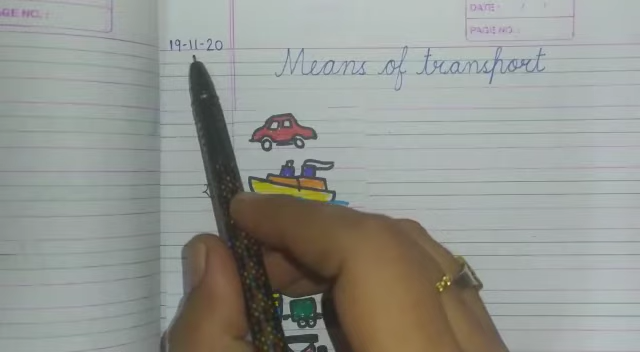 GE NO. :
DATE : / /
PAGE NO :
19-11-20
Means of transport